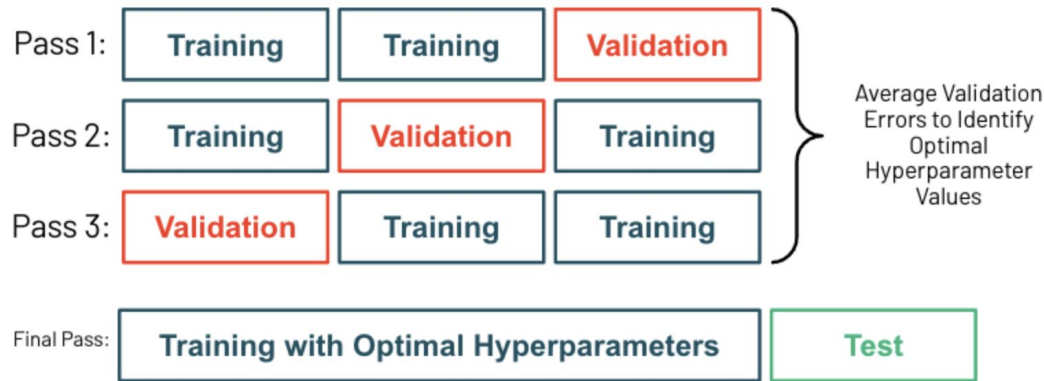 Pass 1: Training Training Validation
Pass 2: Training Validation Training
Pass 3: Validation Training Training
Average Validation
Errors to Identify
Optimal
Hyperparameter
Values
Final Pass: Training with Optimal Hyperparameters Test